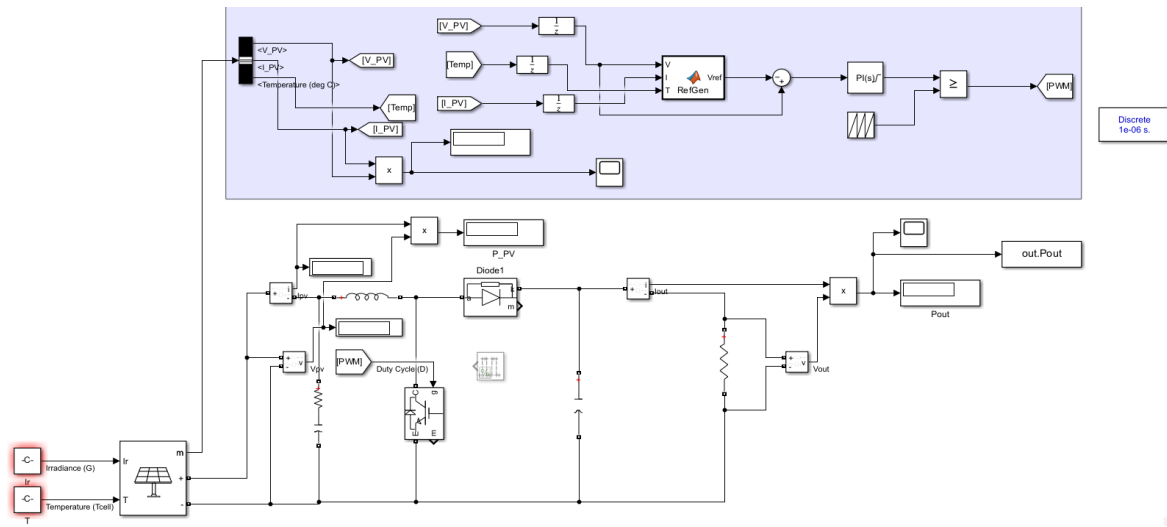 <V_PV>
<I_PV>
<Temperature (deg C)>
[V_PV]
[Temp]
[I_PV]
x
[V_PV]
1
z
[Temp]
1
z
[I_PV]
1
z
V
I
T
Vref
RefGen
PI(s)
≥
[PWM]
Discrete
1e-06 s.
x
P_PV
i
Ipv
Diode1
a
k
m
v
Vpv
[PWM]
Duty Cycle (D)
C
g
E
m
i
Iout
x
out.Pout
Pout
v
Vout
-C-
Irradiance (G)
Ir
-C-
Temperature (Tcell)
T
Ir
T
m
+
-